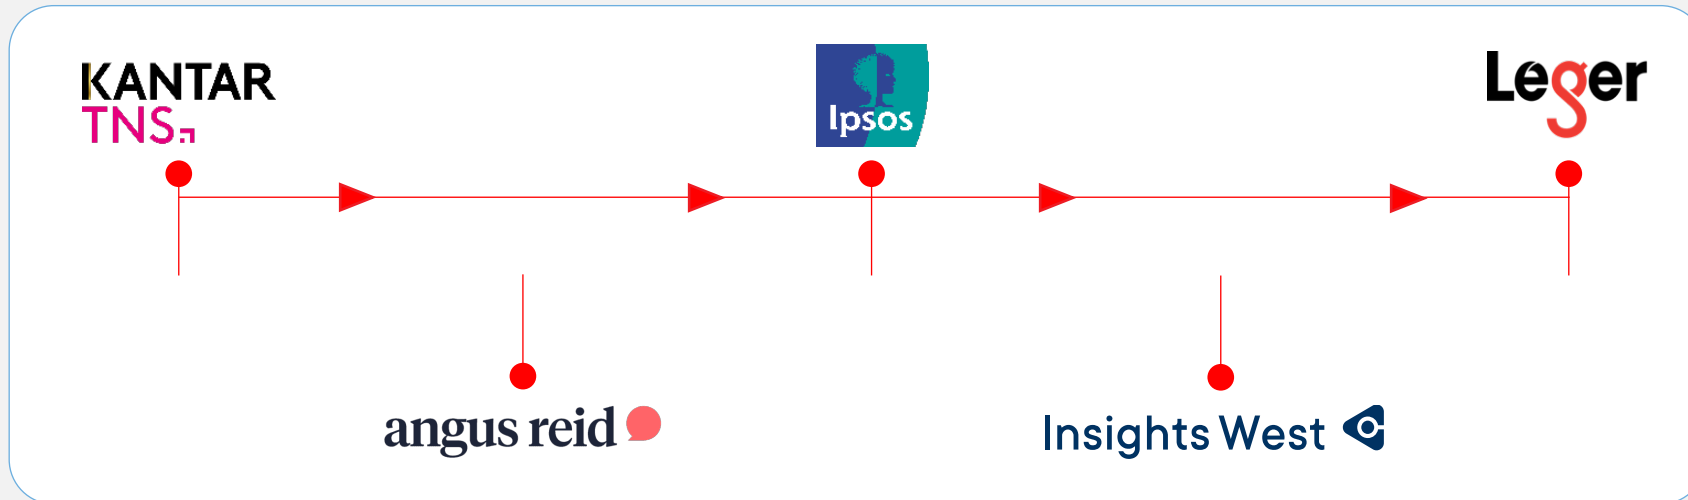 KANTAR
TNS
Ipsos
Leger
angus reid
Insights West